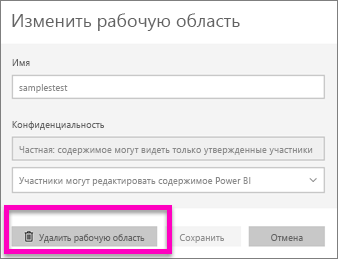 Изменить рабочую область
Имя
samplestest
Конфиденциальность
Частная: содержимое могут видеть только утвержденные участники
Участники могут редактировать содержимое Power BI
Удалить рабочую область Сохранить Отмена